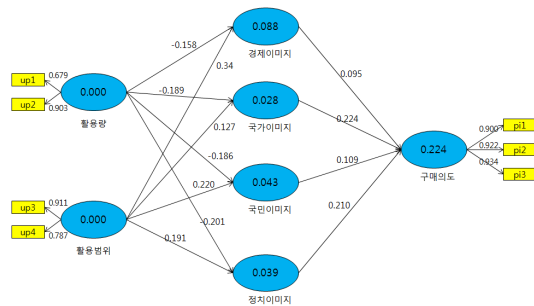 0.088
경제이미지
-0.158
0.34
0.095
up1
0.679
up2
0.903
0.000
활용량
-0.189
0.028
국가이미지
0.127
0.224
-0.186
0.224
구매의도
0.900
pi1
0.922
pi2
0.934
pi3
0.109
0.043
국민이미지
0.220
-0.201
0.210
up3
0.911
up4
0.787
0.000
활용범위
0.191
0.039
정치이미지